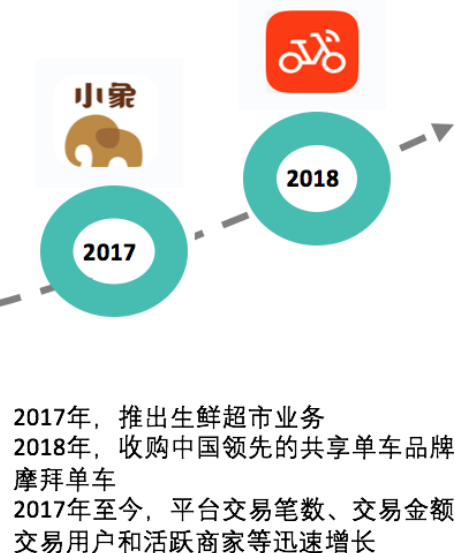 小象
2018
2017
2017年，推出生鲜超市业务
2018年，收购中国领先的共享单车品牌
摩拜单车
2017年至今，平台交易笔数、交易金额
交易用户和活跃商家等迅速增长